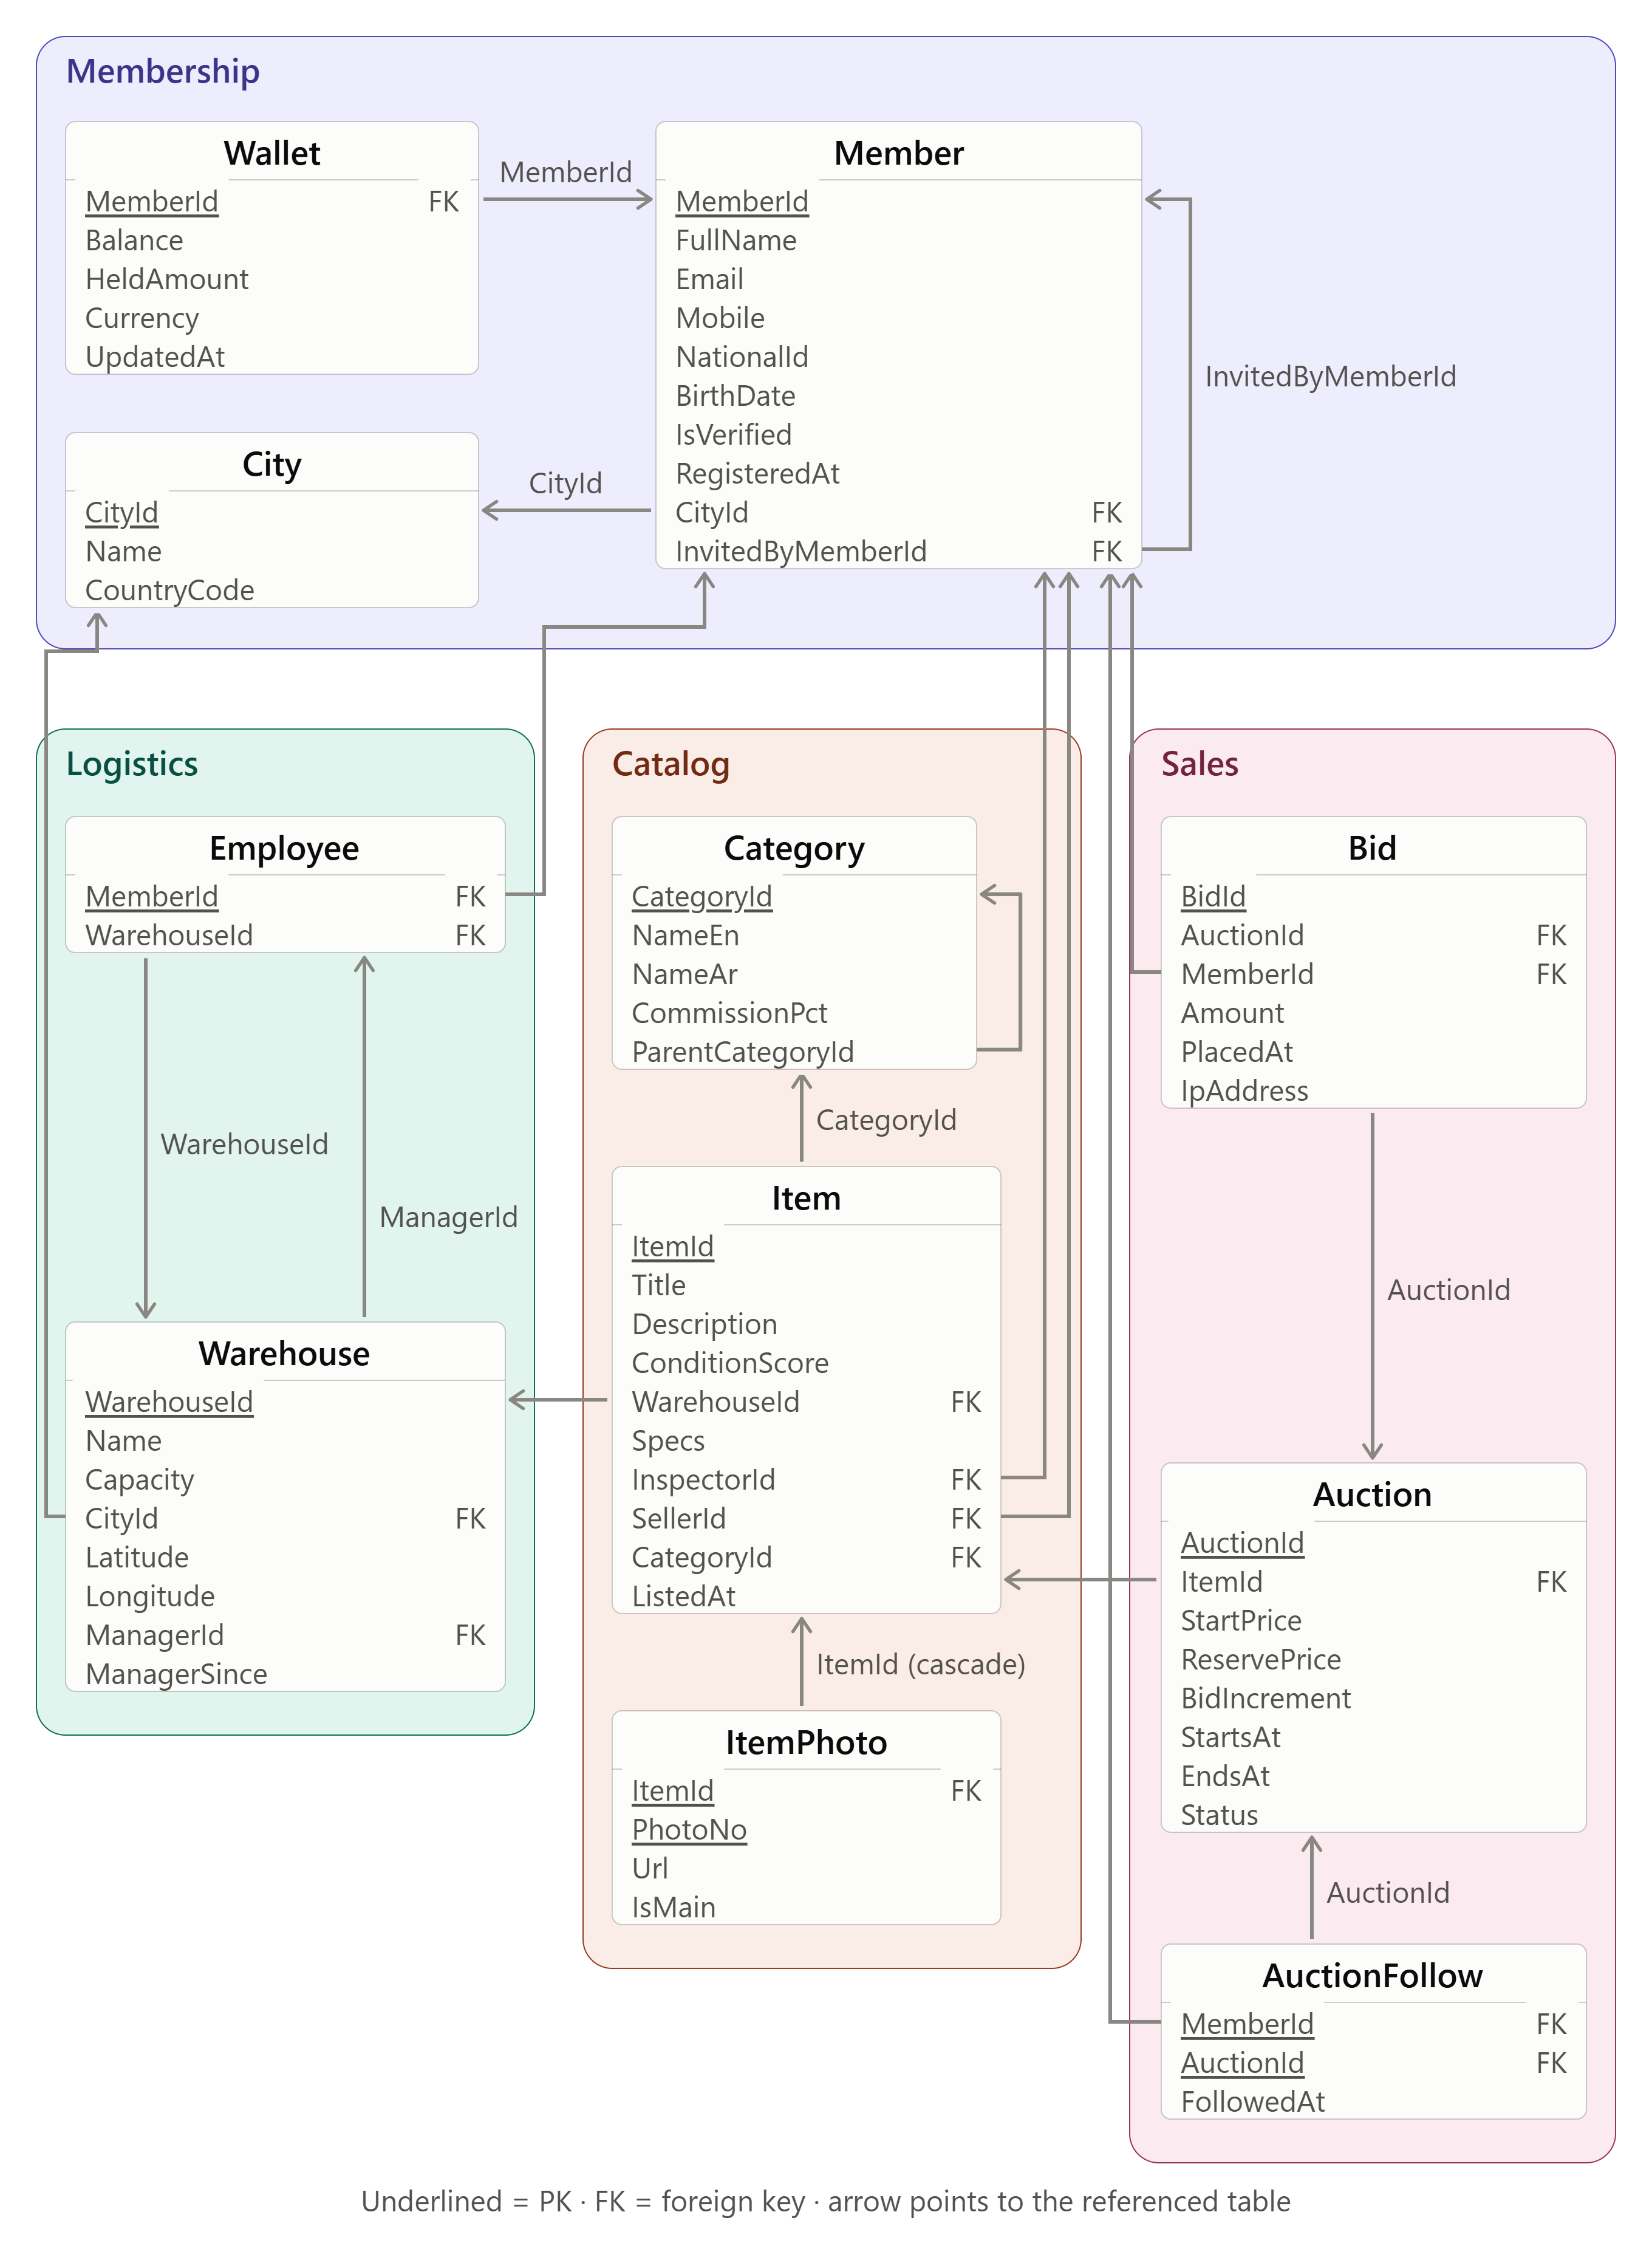 Membership
Wallet
MemberId FK
Balance
HeldAmount
Currency
UpdatedAt
MemberId
Member
MemberId
FullName
Email
Mobile
NationalId
BirthDate
IsVerified
RegisteredAt
CityId FK
InvitedByMemberId FK
InvitedByMemberId
City
CityId
Name
CountryCode
CityId
Logistics
Employee
MemberId FK
WarehouseId FK
WarehouseId
ManagerId
Warehouse
WarehouseId
Name
Capacity
CityId FK
Latitude
Longitude
ManagerId FK
ManagerSince
Catalog
Category
CategoryId
NameEn
NameAr
CommissionPct
ParentCategoryId
CategoryId
Item
ItemId
Title
Description
ConditionScore
WarehouseId FK
Specs
InspectorId FK
SellerId FK
CategoryId FK
ListedAt
ItemId (cascade)
ItemPhoto
ItemId FK
PhotoNo
Url
IsMain
Sales
Bid
BidId
AuctionId FK
MemberId FK
Amount
PlacedAt
IpAddress
AuctionId
Auction
AuctionId
ItemId FK
StartPrice
ReservePrice
BidIncrement
StartsAt
EndsAt
Status
AuctionId
AuctionFollow
MemberId FK
AuctionId FK
FollowedAt
Underlined = PK · FK = foreign key · arrow points to the referenced table